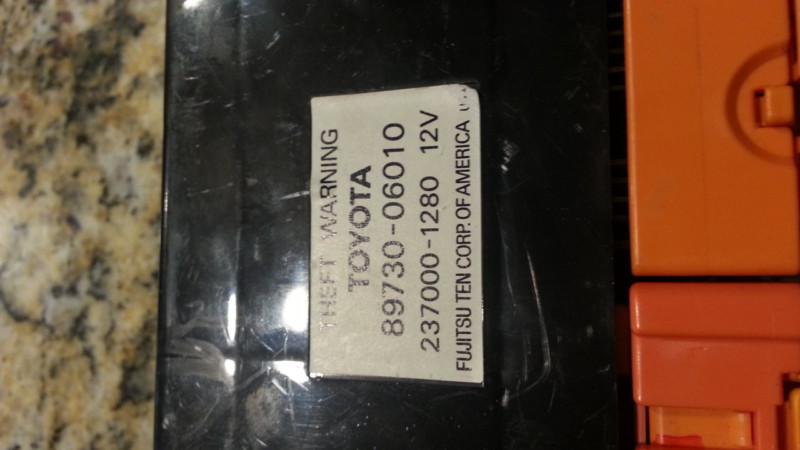 THEFT WARNING
TOYOTA
89730-06010
237000-1280 12V
FUJITSU TEN CORP. OF AMERICA